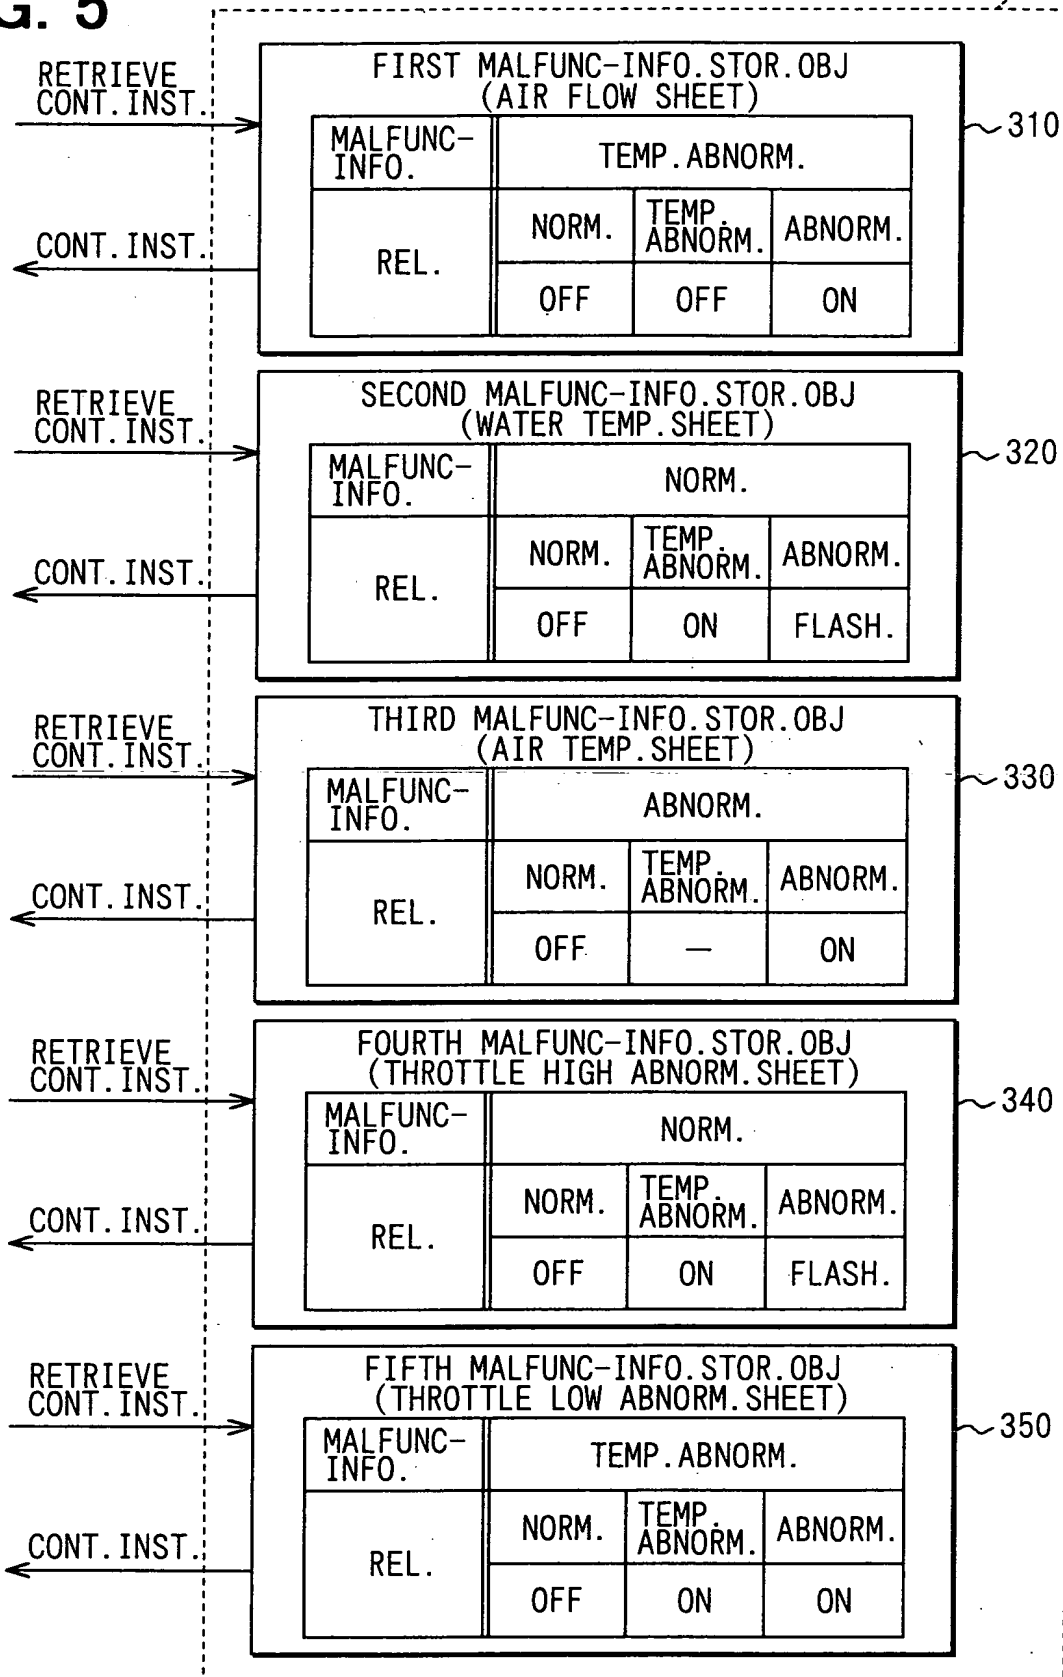 G. 5
RETRIEVE
CONT.INST.
CONT.INST.
FIRST MALFUNC-INFO.STOR.OBJ
(AIR FLOW SHEET)
MALFUNC-
INFO.
TEMP.ABNORM.
REL.
NORM.
TEMP.
ABNORM.
ABNORM.
OFF
OFF
ON
310
RETRIEVE
CONT.INST.
CONT.INST.
SECOND MALFUNC-INFO.STOR.OBJ
(WATER TEMP.SHEET)
MALFUNC-
INFO.
NORM.
REL.
NORM.
TEMP.
ABNORM.
ABNORM.
OFF
ON
FLASH.
320
RETRIEVE
CONT.INST.
CONT.INST.
THIRD MALFUNC-INFO.STOR.OBJ
(AIR TEMP.SHEET)
MALFUNC-
INFO.
ABNORM.
REL.
NORM.
TEMP.
ABNORM.
ABNORM.
OFF
—
ON
330
RETRIEVE
CONT.INST.
CONT.INST.
FOURTH MALFUNC-INFO.STOR.OBJ
(THROTTLE HIGH ABNORM.SHEET)
MALFUNC-
INFO.
NORM.
REL.
NORM.
TEMP.
ABNORM.
ABNORM.
OFF
ON
FLASH.
340
RETRIEVE
CONT.INST.
CONT.INST.
FIFTH MALFUNC-INFO.STOR.OBJ
(THROTTLE LOW ABNORM.SHEET)
MALFUNC-
INFO.
TEMP.ABNORM.
REL.
NORM.
TEMP.
ABNORM.
ABNORM.
OFF
ON
ON
350